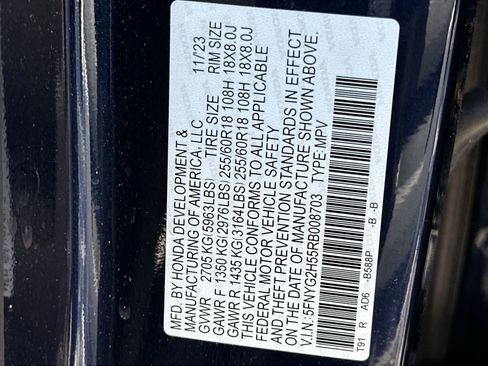 MFD. BY HONDA DEVELOPMENT & 11/23
MANUFACTURING OF AMERICA, LLC
GVWR 2705 KG(5963LBS) TIRE SIZE RIM SIZE
GAWR F 1350 KG(2976LBS) 255/60R18 108H 18X8.0J
GAWR R 1435 KG(3164LBS) 255/60R18 108H 18X8.0J
THIS VEHICLE CONFORMS TO ALL APPLICABLE
FEDERAL MOTOR VEHICLE SAFETY
AND THEFT PREVENTION STANDARDS IN EFFECT
ON THE DATE OF MANUFACTURE SHOWN ABOVE.
V.I.N.:5FNYG2H55RB008703 TYPE:MPV
T91 R AD6 -B588P -B -B